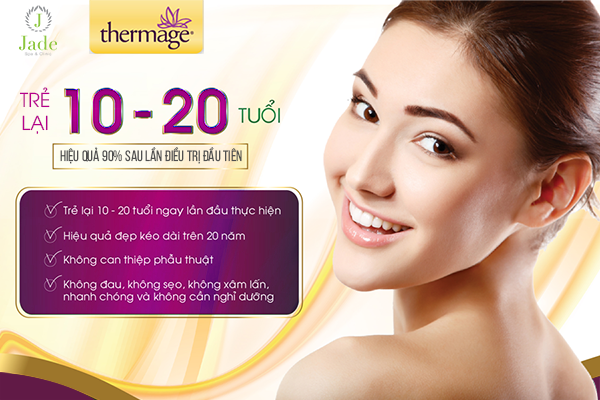 J
Jade
Spa & Clinic
thermage®
TRẺ
LẠI
10 - 20
TUỔI
HIỆU QUẢ 90% SAU LẦN ĐIỀU TRỊ ĐẦU TIÊN
Trẻ lại 10 - 20 tuổi ngay lần đầu thực hiện
Hiệu quả đẹp kéo dài trên 20 năm
Không can thiệp phẫu thuật
Không đau, không sẹo, không xâm lấn,
nhanh chóng và không cần nghỉ dưỡng